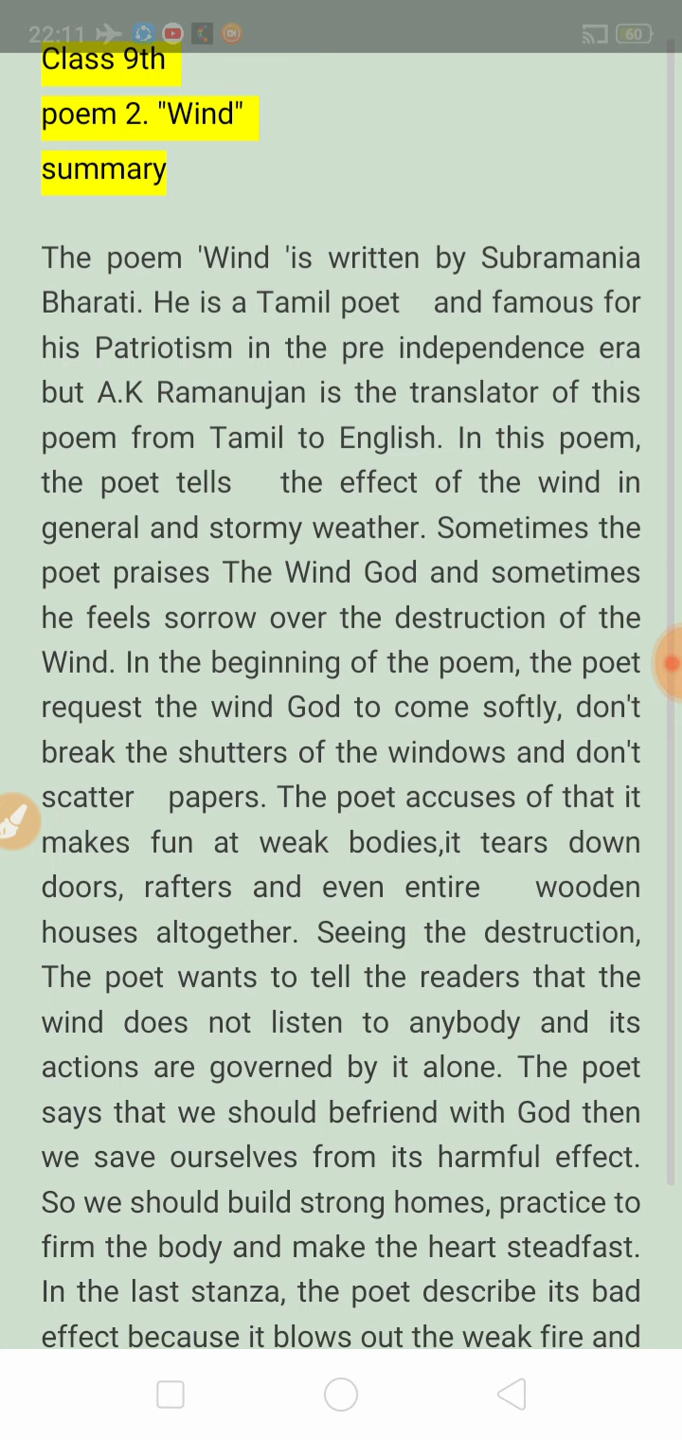 22:11
60
Class 9th
poem 2. "Wind"
summary
The poem 'Wind 'is written by Subramania
Bharati. He is a Tamil poet and famous for
his Patriotism in the pre independence era
but A.K Ramanujan is the translator of this
poem from Tamil to English. In this poem,
the poet tells the effect of the wind in
general and stormy weather. Sometimes the
poet praises The Wind God and sometimes
he feels sorrow over the destruction of the
Wind. In the beginning of the poem, the poet
request the wind God to come softly, don't
break the shutters of the windows and don't
scatter papers. The poet accuses of that it
makes fun at weak bodies,it tears down
doors, rafters and even entire wooden
houses altogether. Seeing the destruction,
The poet wants to tell the readers that the
wind does not listen to anybody and its
actions are governed by it alone. The poet
says that we should befriend with God then
we save ourselves from its harmful effect.
So we should build strong homes, practice to
firm the body and make the heart steadfast.
In the last stanza, the poet describe its bad
effect because it blows out the weak fire and